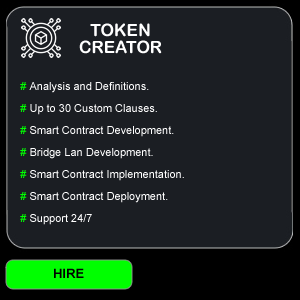 TOKEN
CREATOR
# Analysis and Definitions.
# Up to 30 Custom Clauses.
# Smart Contract Development.
# Bridge Lan Development.
# Smart Contract Implementation.
# Smart Contract Deployment.
# Support 24/7
HIRE